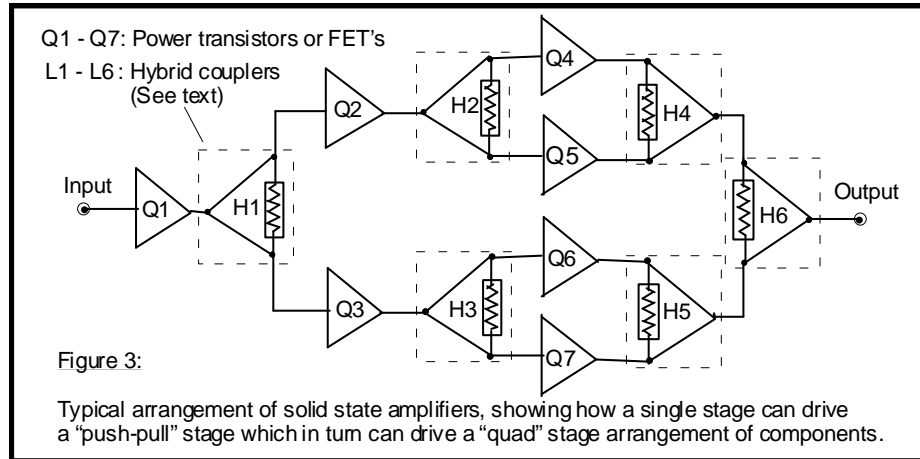 Q1 - Q7: Power transistors or FET's
L1 - L6 : Hybrid couplers
(See text)
Q4
Q2
H2
H4
Q5
Input
Q1
H1
H6
Output
Q6
Q3
H3
H5
Q7
Figure 3:
Typical arrangement of solid state amplifiers, showing how a single stage can drive
a “push-pull” stage which in turn can drive a “quad” stage arrangement of components.